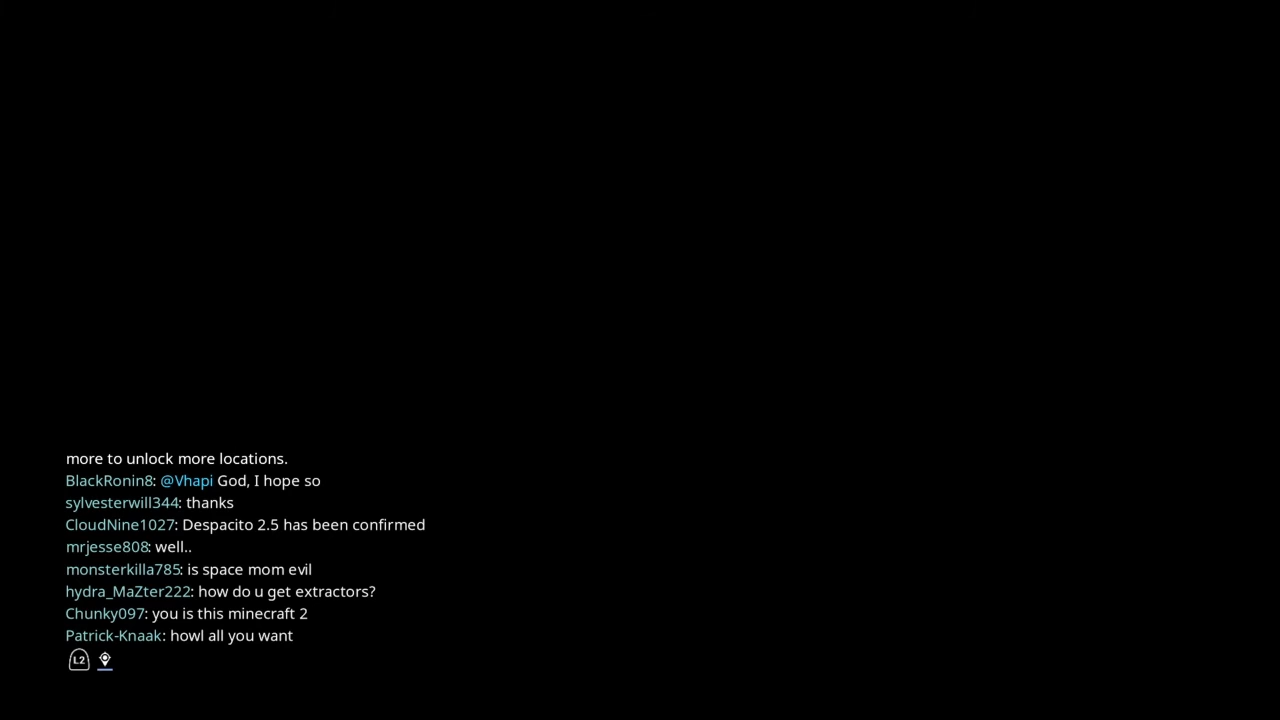 more to unlock more locations.
BlackRonin8: @Vhapi God, I hope so
sylvesterwill344: thanks
CloudNine1027: Despacito 2.5 has been confirmed
mrjesse808: well..
monsterkilla785: is space mom evil
hydra_MaZter222: how do u get extractors?
Chunky097: you is this minecraft 2
Patrick-Knaak: howl all you want
L2